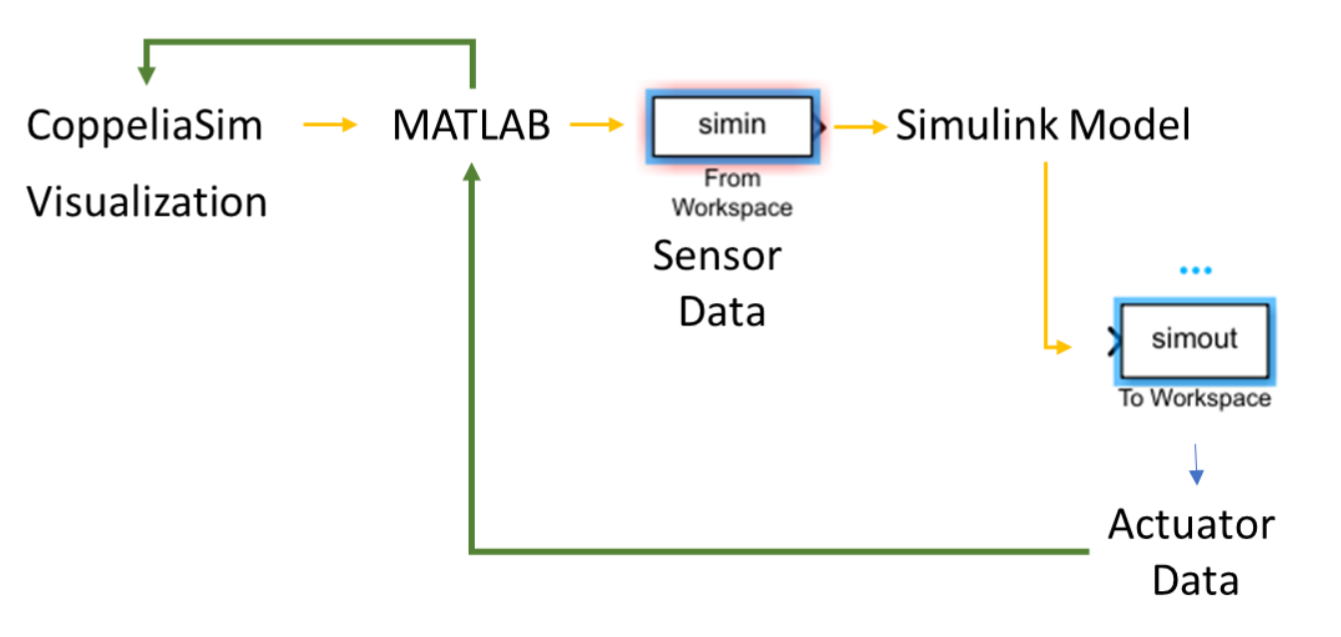 CoppeliaSim
Visualization
MATLAB
simin
From
Workspace
Sensor
Data
Simulink Model
simout
To Workspace
Actuator
Data